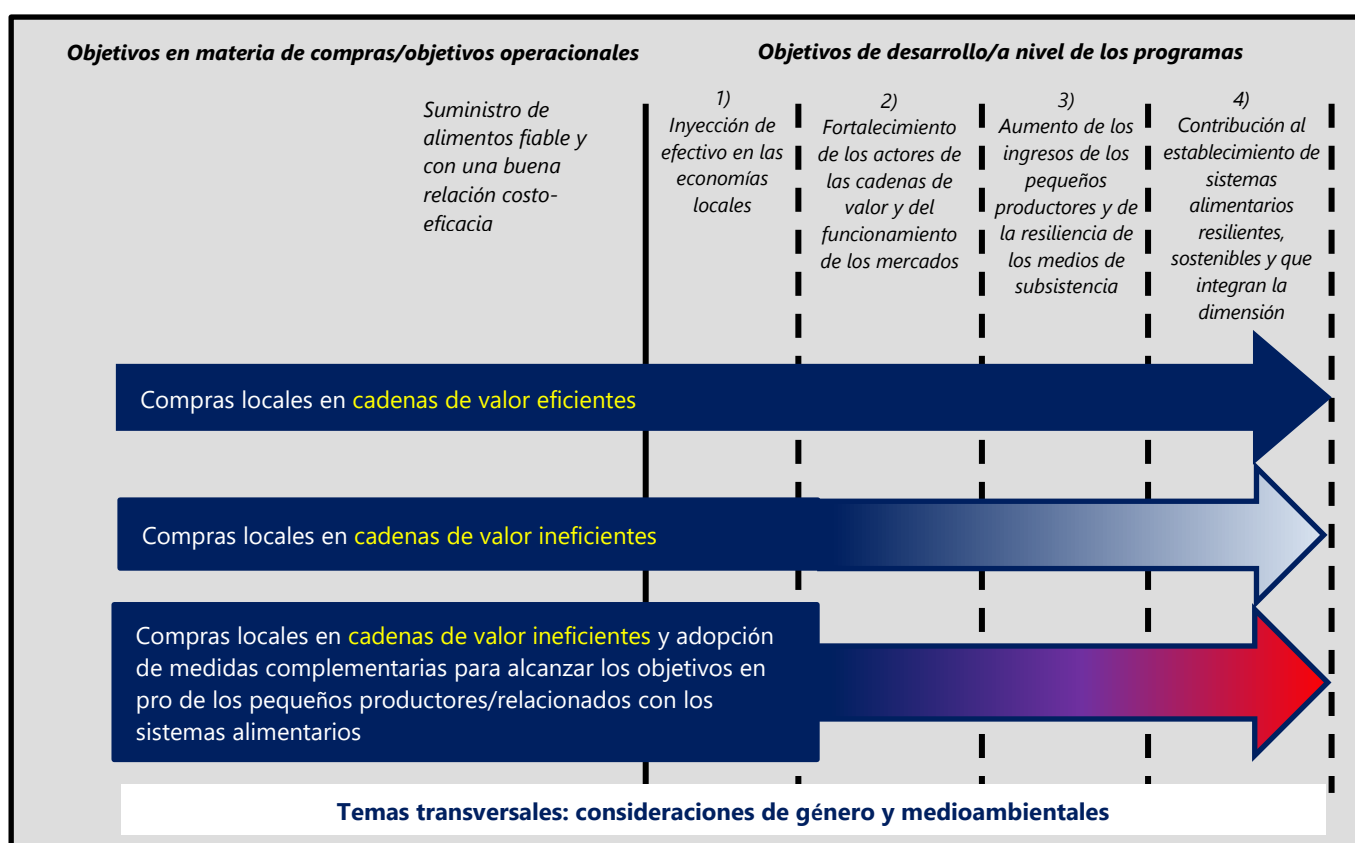 Objetivos en materia de compras/objetivos operacionales
Objetivos de desarrollo/a nivel de los programas
Suministro de
alimentos fiable y
con una buena
relación costo-
eficacia
1)
Inyección de
efectivo en las
economías
locales
2)
Fortalecimiento
de los actores de
las cadenas de
valor y del
funcionamiento
de los mercados
3)
Aumento de los
ingresos de los
pequeños
productores y de
la resiliencia de
los medios de
subsistencia
4)
Contribución al
establecimiento de
sistemas
alimentarios
resilientes,
sostenibles y que
integran la
dimensión
Compras locales en cadenas de valor eficientes
Compras locales en cadenas de valor ineficientes
Compras locales en cadenas de valor ineficientes y adopción
de medidas complementarias para alcanzar los objetivos en
pro de los pequeños productores/relacionados con los
sistemas alimentarios
Temas transversales: consideraciones de género y medioambientales